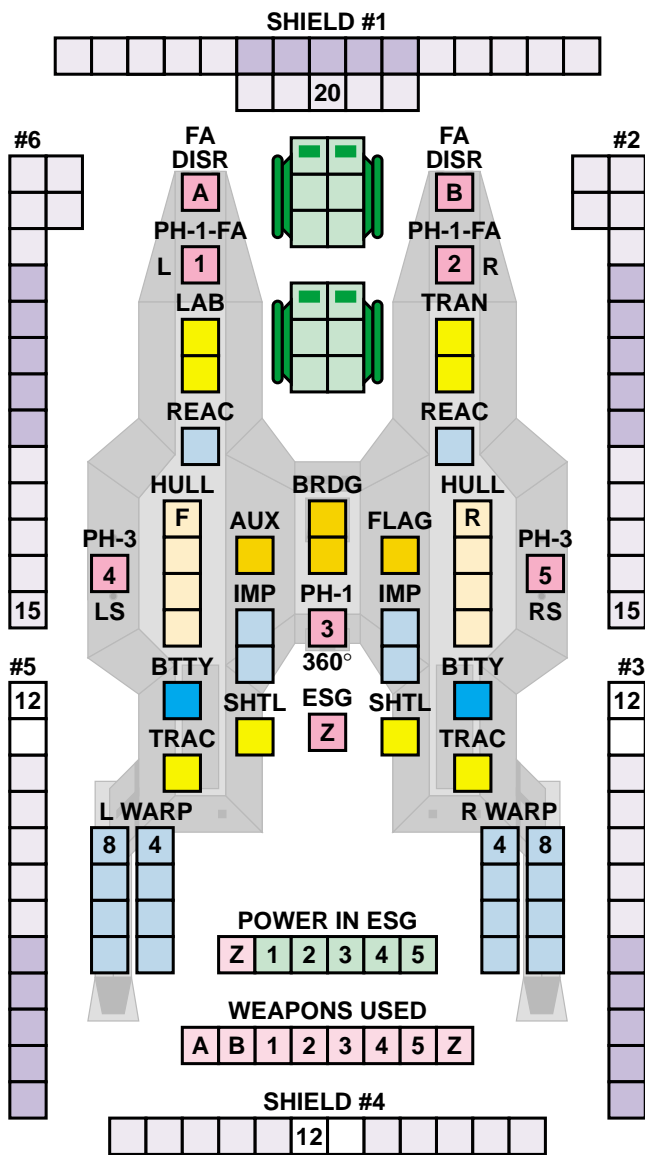 SHIELD #1
20
#6
#2
FA
DISR
FA
DISR
A
B
PH-1-FA
PH-1-FA
L 1
2 R
LAB
TRAN
REAC
REAC
HULL
BRDG
HULL
F
AUX
FLAG
R
PH-3
PH-3
4
IMP
PH-1
IMP
5
LS
RS
15
3
15
360°
#5
BTTY
BTTY
#3
12
SHTL
ESG
SHTL
12
Z
TRAC
TRAC
L WARP
R WARP
8 4
4 8
POWER IN ESG
Z 1 2 3 4 5
WEAPONS USED
A B 1 2 3 4 5 Z
SHIELD #4
12